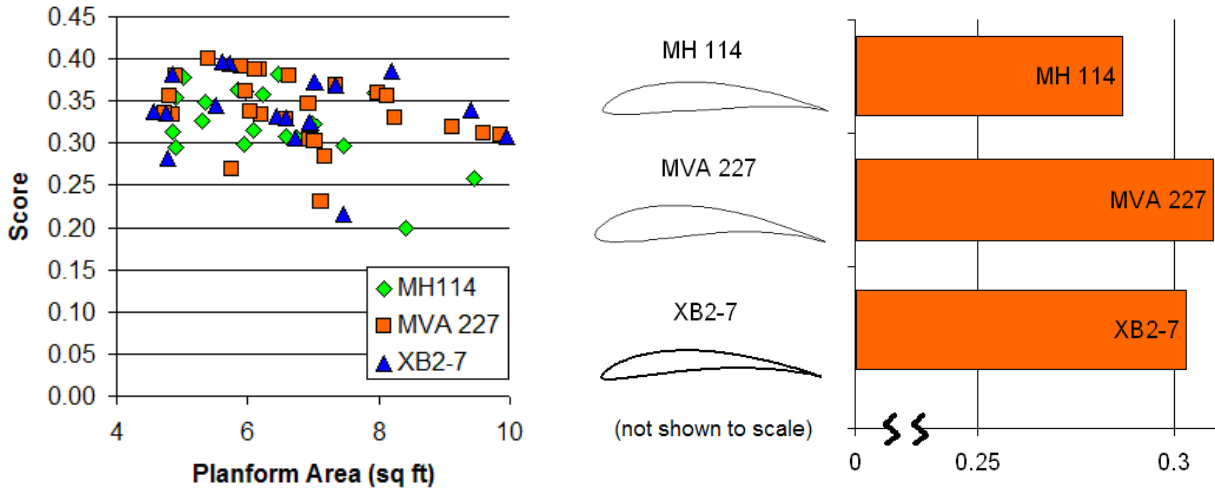 0.45
0.40
0.35
0.30
0.25
0.20
0.15
0.10
0.05
0.00
Score
4 6 8 10
Planform Area (sq ft)
MH114
MVA 227
XB2-7
MH 114
MVA 227
XB2-7
(not shown to scale)
MH 114
MVA 227
XB2-7
0 0.25 0.3